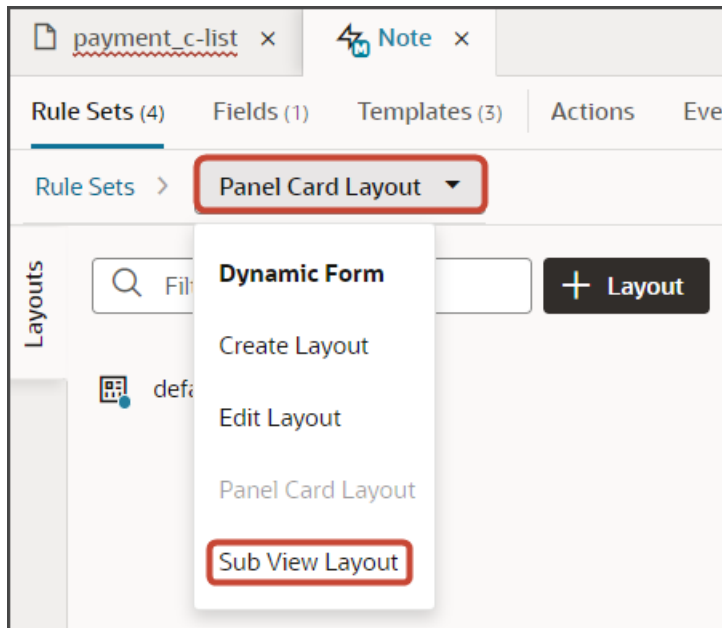 payment_c-list × Note ×
Rule Sets (4) Fields (1) Templates (3) Actions
Rule Sets > Panel Card Layout
Layouts
+ Layout
Dynamic Form
Create Layout
Edit Layout
Panel Card Layout
Sub View Layout